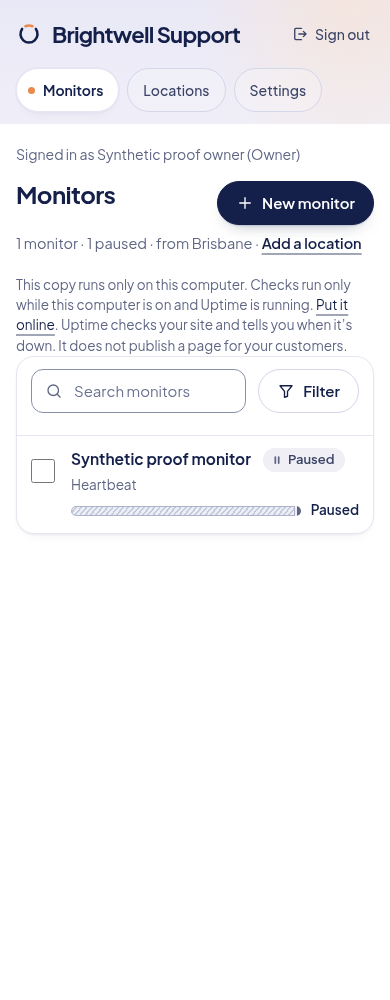 Brightwell Support
Sign out
Monitors
Locations
Settings
Signed in as Synthetic proof owner (Owner)
Monitors
New monitor
1 monitor · 1 paused · from Brisbane · Add a location
This copy runs only on this computer. Checks run only
while this computer is on and Uptime is running. Put it
online. Uptime checks your site and tells you when it’s
down. It does not publish a page for your customers.
Search monitors
Filter
Synthetic proof monitor
Paused
Heartbeat
Paused